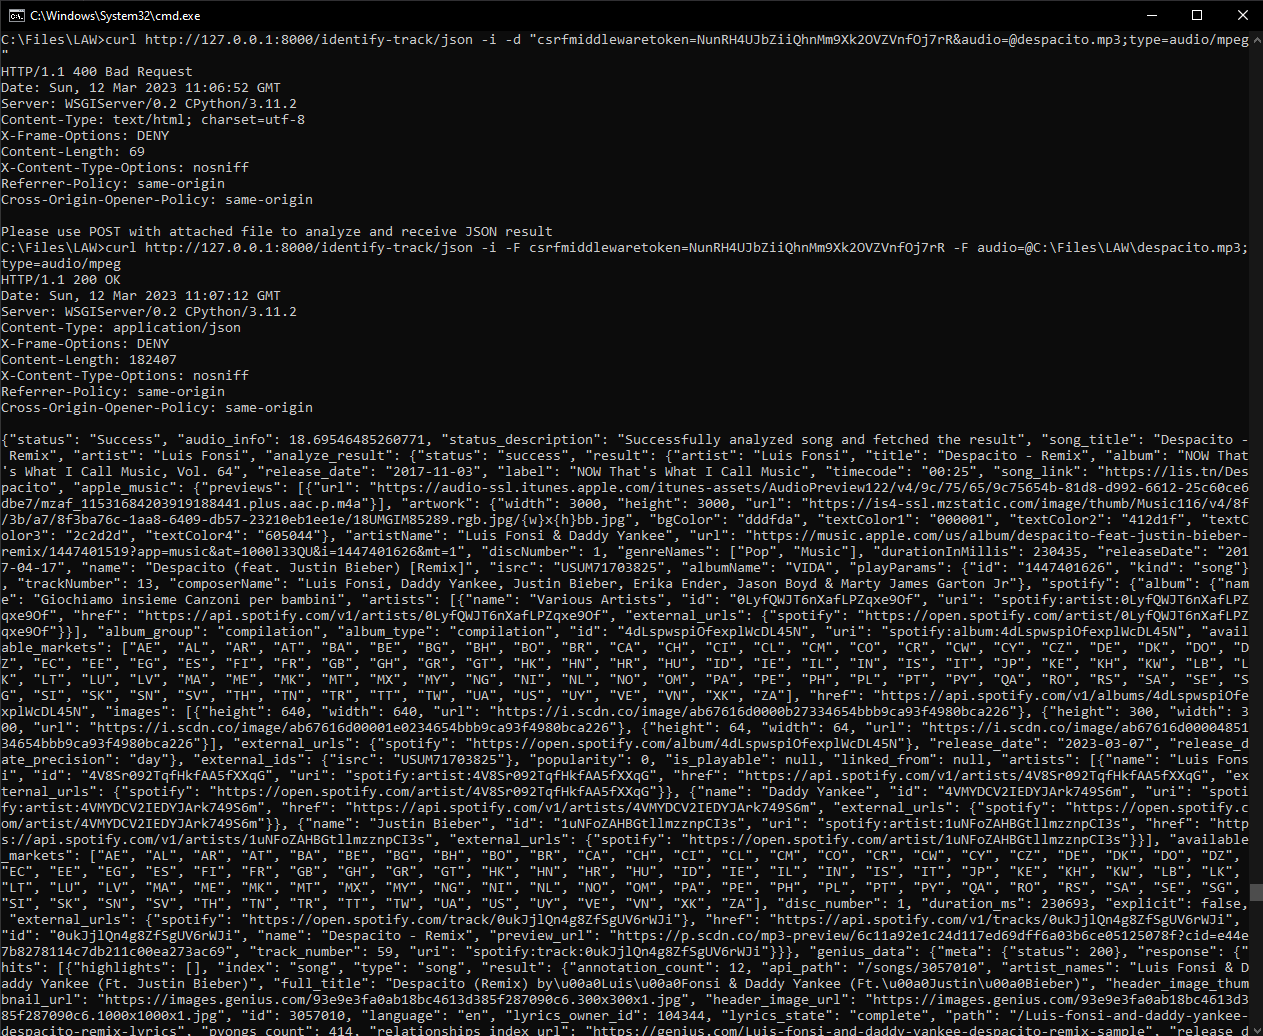 C:\Windows\System32\cmd.exe
C:\Files\LAW>curl http://127.0.0.1:8000/identify-track/json -i -d "csrfmiddlewaretoken=NunRH4UJbZiiQhnMm9Xk2OVZVnfOj7rR&audio=@despacito.mp3;type=audio/mpeg
"
HTTP/1.1 400 Bad Request
Date: Sun, 12 Mar 2023 11:06:52 GMT
Server: WSGIServer/0.2 CPython/3.11.2
Content-Type: text/html; charset=utf-8
X-Frame-Options: DENY
Content-Length: 69
X-Content-Type-Options: nosniff
Referrer-Policy: same-origin
Cross-Origin-Opener-Policy: same-origin
Please use POST with attached file to analyze and receive JSON result
C:\Files\LAW>curl http://127.0.0.1:8000/identify-track/json -i -F csrfmiddlewaretoken=NunRH4UJbZiiQhnMm9Xk2OVZVnfOj7rR -F audio=@C:\Files\LAW\despacito.mp3;
type=audio/mpeg
HTTP/1.1 200 OK
Date: Sun, 12 Mar 2023 11:07:12 GMT
Server: WSGIServer/0.2 CPython/3.11.2
Content-Type: application/json
X-Frame-Options: DENY
Content-Length: 182407
X-Content-Type-Options: nosniff
Referrer-Policy: same-origin
Cross-Origin-Opener-Policy: same-origin
{"status": "Success", "audio_info": 18.69546485260771, "status_description": "Successfully analyzed song and fetched the result", "song_title": "Despacito -
 Remix", "artist": "Luis Fonsi", "analyze_result": {"status": "success", "result": {"artist": "Luis Fonsi", "title": "Despacito - Remix", "album": "NOW That
's What I Call Music, Vol. 64", "release_date": "2017-11-03", "label": "NOW That's What I Call Music", "timecode": "00:25", "song_link": "https://lis.tn/Des
pacito", "apple_music": {"previews": [{"url": "https://audio-ssl.itunes.apple.com/itunes-assets/AudioPreview122/v4/9c/75/65/9c75654b-81d8-d992-6612-25c60ce6
dbe7/mzaf_11531684203919188441.plus.aac.p.m4a"}], "artwork": {"width": 3000, "height": 3000, "url": "https://is4-ssl.mzstatic.com/image/thumb/Music116/v4/8f
/3b/a7/8f3ba76c-1aa8-6409-db57-23210eb1ee1e/18UMGIM85289.rgb.jpg/{w}x{h}bb.jpg", "bgColor": "dddfda", "textColor1": "000001", "textColor2": "412d1f", "textC
olor3": "2c2d2d", "textColor4": "605044"}, "artistName": "Luis Fonsi & Daddy Yankee", "url": "https://music.apple.com/us/album/despacito-feat-justin-bieber-
remix/1447401519?app=music&at=1000l33QU&i=1447401626&mt=1", "discNumber": 1, "genreNames": ["Pop", "Music"], "durationInMillis": 230435, "releaseDate": "201
7-04-17", "name": "Despacito (feat. Justin Bieber) [Remix]", "isrc": "USUM71703825", "albumName": "VIDA", "playParams": {"id": "1447401626", "kind": "song"}
, "trackNumber": 13, "composerName": "Luis Fonsi, Daddy Yankee, Justin Bieber, Erika Ender, Jason Boyd & Marty James Garton Jr"}, "spotify": {"album": {"nam
e": "Giochiamo insieme Canzoni per bambini", "artists": [{"name": "Various Artists", "id": "0LyfQWJT6nXafLPZqxe9Of", "uri": "spotify:artist:0LyfQWJT6nXafLPZ
qxe9Of", "href": "https://api.spotify.com/v1/artists/0LyfQWJT6nXafLPZqxe9Of", "external_urls": {"spotify": "https://open.spotify.com/artist/0LyfQWJT6nXafLPZ
qxe9Of"}}], "album_group": "compilation", "album_type": "compilation", "id": "4dLspwspiOfexplWcDL45N", "uri": "spotify:album:4dLspwspiOfexplWcDL45N", "avail
able_markets": ["AE", "AL", "AR", "AT", "BA", "BE", "BG", "BH", "BO", "BR", "CA", "CH", "CI", "CL", "CM", "CO", "CR", "CW", "CY", "CZ", "DE", "DK", "DO", "D
Z", "EC", "EE", "EG", "ES", "FI", "FR", "GB", "GH", "GR", "GT", "HK", "HN", "HR", "HU", "ID", "IE", "IL", "IN", "IS", "IT", "JP", "KE", "KH", "KW", "LB", "L
K", "LT", "LU", "LV", "MA", "ME", "MK", "MT", "MX", "MY", "NG", "NI", "NL", "NO", "OM", "PA", "PE", "PH", "PL", "PT", "PY", "QA", "RO", "RS", "SA", "SE", "S
G", "SI", "SK", "SN", "SV", "TH", "TN", "TR", "TT", "TW", "UA", "US", "UY", "VE", "VN", "XK", "ZA"], "href": "https://api.spotify.com/v1/albums/4dLspwspiOfe
xplWcDL45N", "images": [{"height": 640, "width": 640, "url": "https://i.scdn.co/image/ab67616d0000b27334654bbb9ca93f4980bca226"}, {"height": 300, "width": 3
00, "url": "https://i.scdn.co/image/ab67616d00001e0234654bbb9ca93f4980bca226"}, {"height": 64, "width": 64, "url": "https://i.scdn.co/image/ab67616d00004851
34654bbb9ca93f4980bca226"}], "external_urls": {"spotify": "https://open.spotify.com/album/4dLspwspiOfexplWcDL45N"}, "release_date": "2023-03-07", "release_d
ate_precision": "day"}, "external_ids": {"isrc": "USUM71703825"}, "popularity": 0, "is_playable": null, "linked_from": null, "artists": [{"name": "Luis Fons
i", "id": "4V8Sr092TqfHkfAA5fXXqG", "uri": "spotify:artist:4V8Sr092TqfHkfAA5fXXqG", "href": "https://api.spotify.com/v1/artists/4V8Sr092TqfHkfAA5fXXqG", "ex
ternal_urls": {"spotify": "https://open.spotify.com/artist/4V8Sr092TqfHkfAA5fXXqG"}}, {"name": "Daddy Yankee", "id": "4VMYDCV2IEDYJArk749S6m", "uri": "spoti
fy:artist:4VMYDCV2IEDYJArk749S6m", "href": "https://api.spotify.com/v1/artists/4VMYDCV2IEDYJArk749S6m", "external_urls": {"spotify": "https://open.spotify.c
om/artist/4VMYDCV2IEDYJArk749S6m"}}, {"name": "Justin Bieber", "id": "1uNFoZAHBGtllmzznpCI3s", "uri": "spotify:artist:1uNFoZAHBGtllmzznpCI3s", "href": "http
s://api.spotify.com/v1/artists/1uNFoZAHBGtllmzznpCI3s", "external_urls": {"spotify": "https://open.spotify.com/artist/1uNFoZAHBGtllmzznpCI3s"}}], "available
_markets": ["AE", "AL", "AR", "AT", "BA", "BE", "BG", "BH", "BO", "BR", "CA", "CH", "CI", "CL", "CM", "CO", "CR", "CW", "CY", "CZ", "DE", "DK", "DO", "DZ",
"EC", "EE", "EG", "ES", "FI", "FR", "GB", "GH", "GR", "GT", "HK", "HN", "HR", "HU", "ID", "IE", "IL", "IN", "IS", "IT", "JP", "KE", "KH", "KW", "LB", "LK",
"LT", "LU", "LV", "MA", "ME", "MK", "MT", "MX", "MY", "NG", "NI", "NL", "NO", "OM", "PA", "PE", "PH", "PL", "PT", "PY", "QA", "RO", "RS", "SA", "SE", "SG",
"SI", "SK", "SN", "SV", "TH", "TN", "TR", "TT", "TW", "UA", "US", "UY", "VE", "VN", "XK", "ZA"], "disc_number": 1, "duration_ms": 230693, "explicit": false,
 "external_urls": {"spotify": "https://open.spotify.com/track/0ukJjlQn4g8ZfSgUV6rWJi"}, "href": "https://api.spotify.com/v1/tracks/0ukJjlQn4g8ZfSgUV6rWJi",
"id": "0ukJjlQn4g8ZfSgUV6rWJi", "name": "Despacito - Remix", "preview_url": "https://p.scdn.co/mp3-preview/6c11a92e1c24d117ed69dff6a03b6ce05125078f?cid=e44e
7b8278114c7db211c00ea273ac69", "track_number": 59, "uri": "spotify:track:0ukJjlQn4g8ZfSgUV6rWJi"}}}, "genius_data": {"meta": {"status": 200}, "response": {"
hits": [{"highlights": [], "index": "song", "type": "song", "result": {"annotation_count": 12, "api_path": "/songs/3057010", "artist_names": "Luis Fonsi & D
addy Yankee (Ft. Justin Bieber)", "full_title": "Despacito (Remix) by\u00a0Luis\u00a0Fonsi & Daddy Yankee (Ft.\u00a0Justin\u00a0Bieber)", "header_image_thum
bnail_url": "https://images.genius.com/93e9e3fa0ab18bc4613d385f287090c6.300x300x1.jpg", "header_image_url": "https://images.genius.com/93e9e3fa0ab18bc4613d3
85f287090c6.1000x1000x1.jpg", "id": 3057010, "language": "en", "lyrics_owner_id": 104344, "lyrics_state": "complete", "path": "/Luis-fonsi-and-daddy-yankee-
despacito-remix-lyrics", "pyongs_count": 414, "relationships_index_url": "https://genius.com/Luis-fonsi-and-daddy-yankee-despacito-remix-sample", "release_d